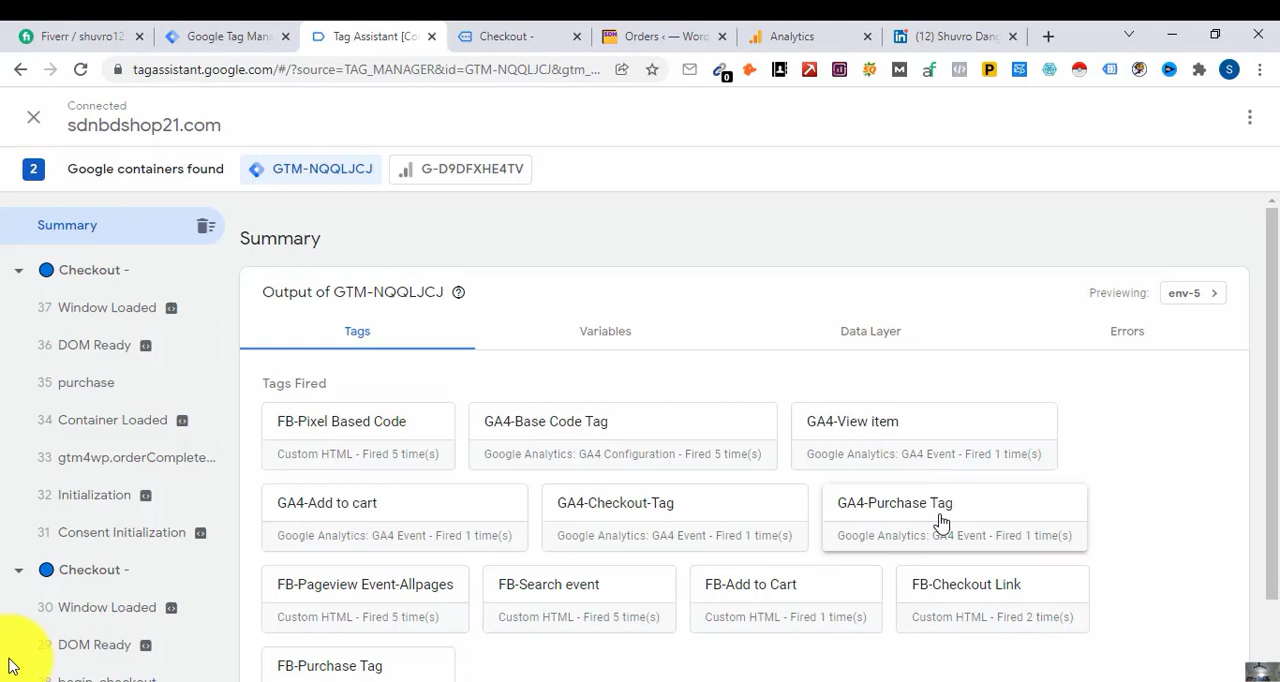 Fiverr / shuvro12
Google Tag Mana
Tag Assistant [Co
Checkout -
Orders ‹ — Word
Analytics
(12) Shuvro Dang
tagassistant.google.com/#/?source=TAG_MANAGER&id=GTM-NQQLJCJ&gtm_...
0
S
Connected
sdnbdshop21.com
2 Google containers found GTM-NQQLJCJ G-D9DFXHE4TV
Summary
Checkout -
37 Window Loaded
36 DOM Ready
35 purchase
34 Container Loaded
33 gtm4wp.orderComplete...
32 Initialization
31 Consent Initialization
Checkout -
30 Window Loaded
29 DOM Ready
28 begin_checkout
Summary
Output of GTM-NQQLJCJ
Previewing: env-5
Tags Variables Data Layer Errors
Tags Fired
FB-Pixel Based Code
Custom HTML - Fired 5 time(s)
GA4-Base Code Tag
Google Analytics: GA4 Configuration - Fired 5 time(s)
GA4-View item
Google Analytics: GA4 Event - Fired 1 time(s)
GA4-Add to cart
Google Analytics: GA4 Event - Fired 1 time(s)
GA4-Checkout-Tag
Google Analytics: GA4 Event - Fired 1 time(s)
GA4-Purchase Tag
Google Analytics: GA4 Event - Fired 1 time(s)
FB-Pageview Event-Allpages
Custom HTML - Fired 5 time(s)
FB-Search event
Custom HTML - Fired 5 time(s)
FB-Add to Cart
Custom HTML - Fired 1 time(s)
FB-Checkout Link
Custom HTML - Fired 2 time(s)
FB-Purchase Tag